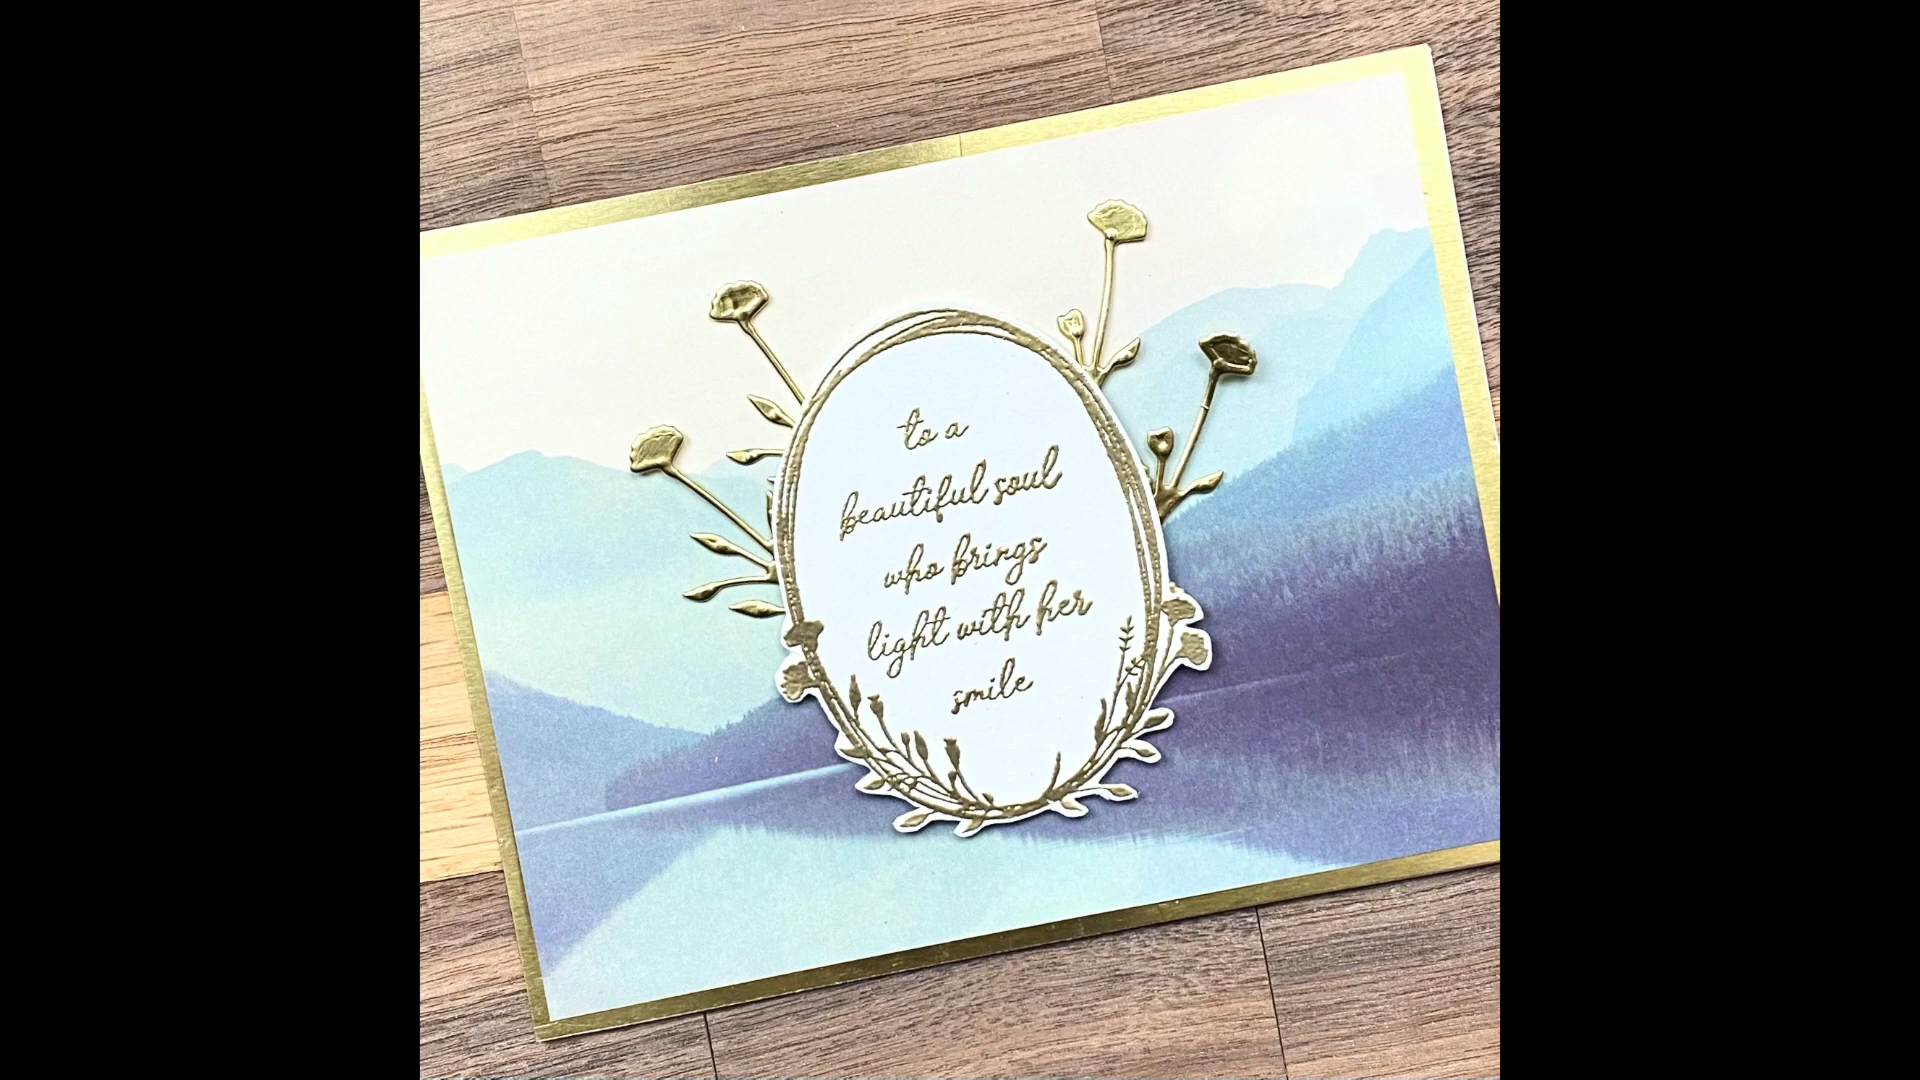 to a
beautiful soul
who brings
light with her
smile